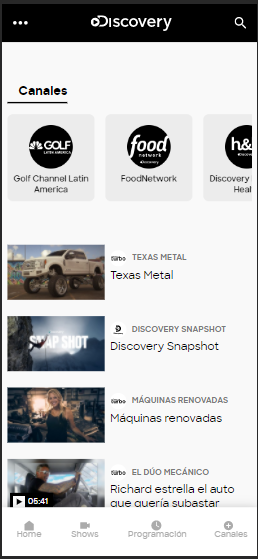 Discovery
Canales
GOLF
LATIN AMERICA
food
network
Discovery
h&
Golf Channel Latin
America
FoodNetwork
Discovery
Heal
turbo
TEXAS METAL
Texas Metal
SNAP SHOT
DISCOVERY SNAPSHOT
Discovery Snapshot
turbo
MÁQUINAS RENOVADAS
Máquinas renovadas
turbo
EL DÚO MECÁNICO
Richard estrella el auto
que quería subastar
05:41
Home
Shows
Programación
Canales